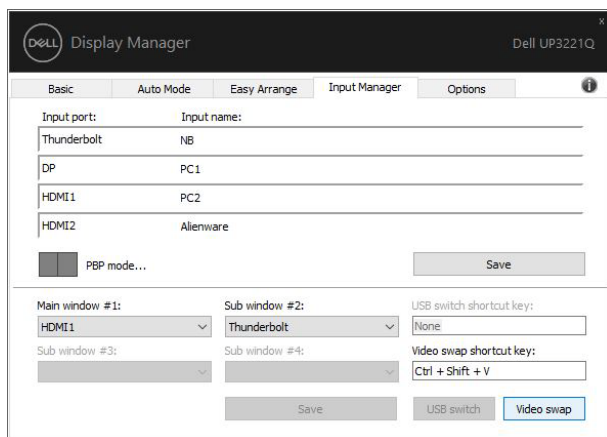 DELL Display Manager
Dell UP3221Q
x
Basic Auto Mode Easy Arrange Input Manager Options i
Input port: Input name:
Thunderbolt NB
DP PC1
HDMI1 PC2
HDMI2 Alienware
PBP mode... Save
Main window #1: Sub window #2: USB switch shortcut key:
HDMI1 Thunderbolt None
Sub window #3: Sub window #4: Video swap shortcut key:
Ctrl + Shift + V
Save USB switch Video swap